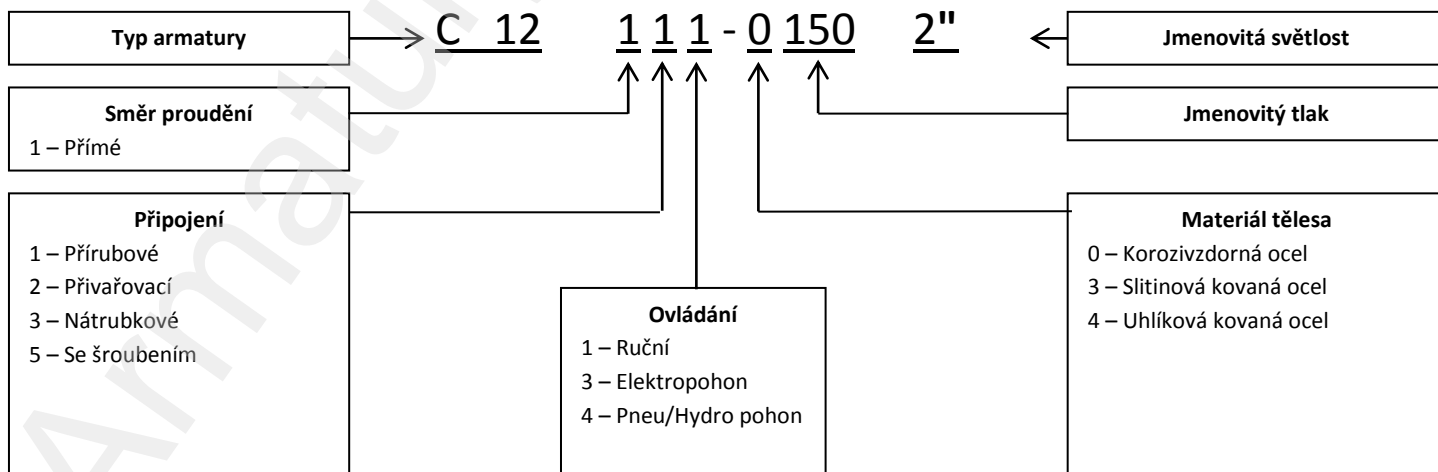 Typ armatury
C 12 1 1 1 - 0 150 2"
Jmenovitá světlost
Směr proudění
1 – Přímé
Jmenovitý tlak
Připojení
1 – Přírubové
2 – Přivařovací
3 – Nátrubkové
5 – Se šroubením
Ovládání
1 – Ruční
3 – Elektropohon
4 – Pneu/Hydro pohon
Materiál tělesa
0 – Korozivzdorná ocel
3 – Slitinová kovaná ocel
4 – Uhlíková kovaná ocel